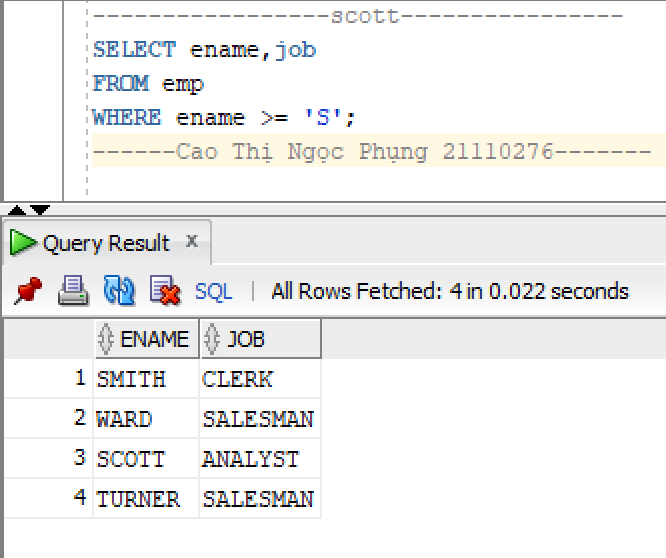 -----------------scott----------------
SELECT ename,job
FROM emp
WHERE ename >= 'S';
------Cao Thị Ngọc Phụng 21110276-------
Query Result x
SQL | All Rows Fetched: 4 in 0.022 seconds
ENAME JOB
1 SMITH CLERK
2 WARD SALESMAN
3 SCOTT ANALYST
4 TURNER SALESMAN